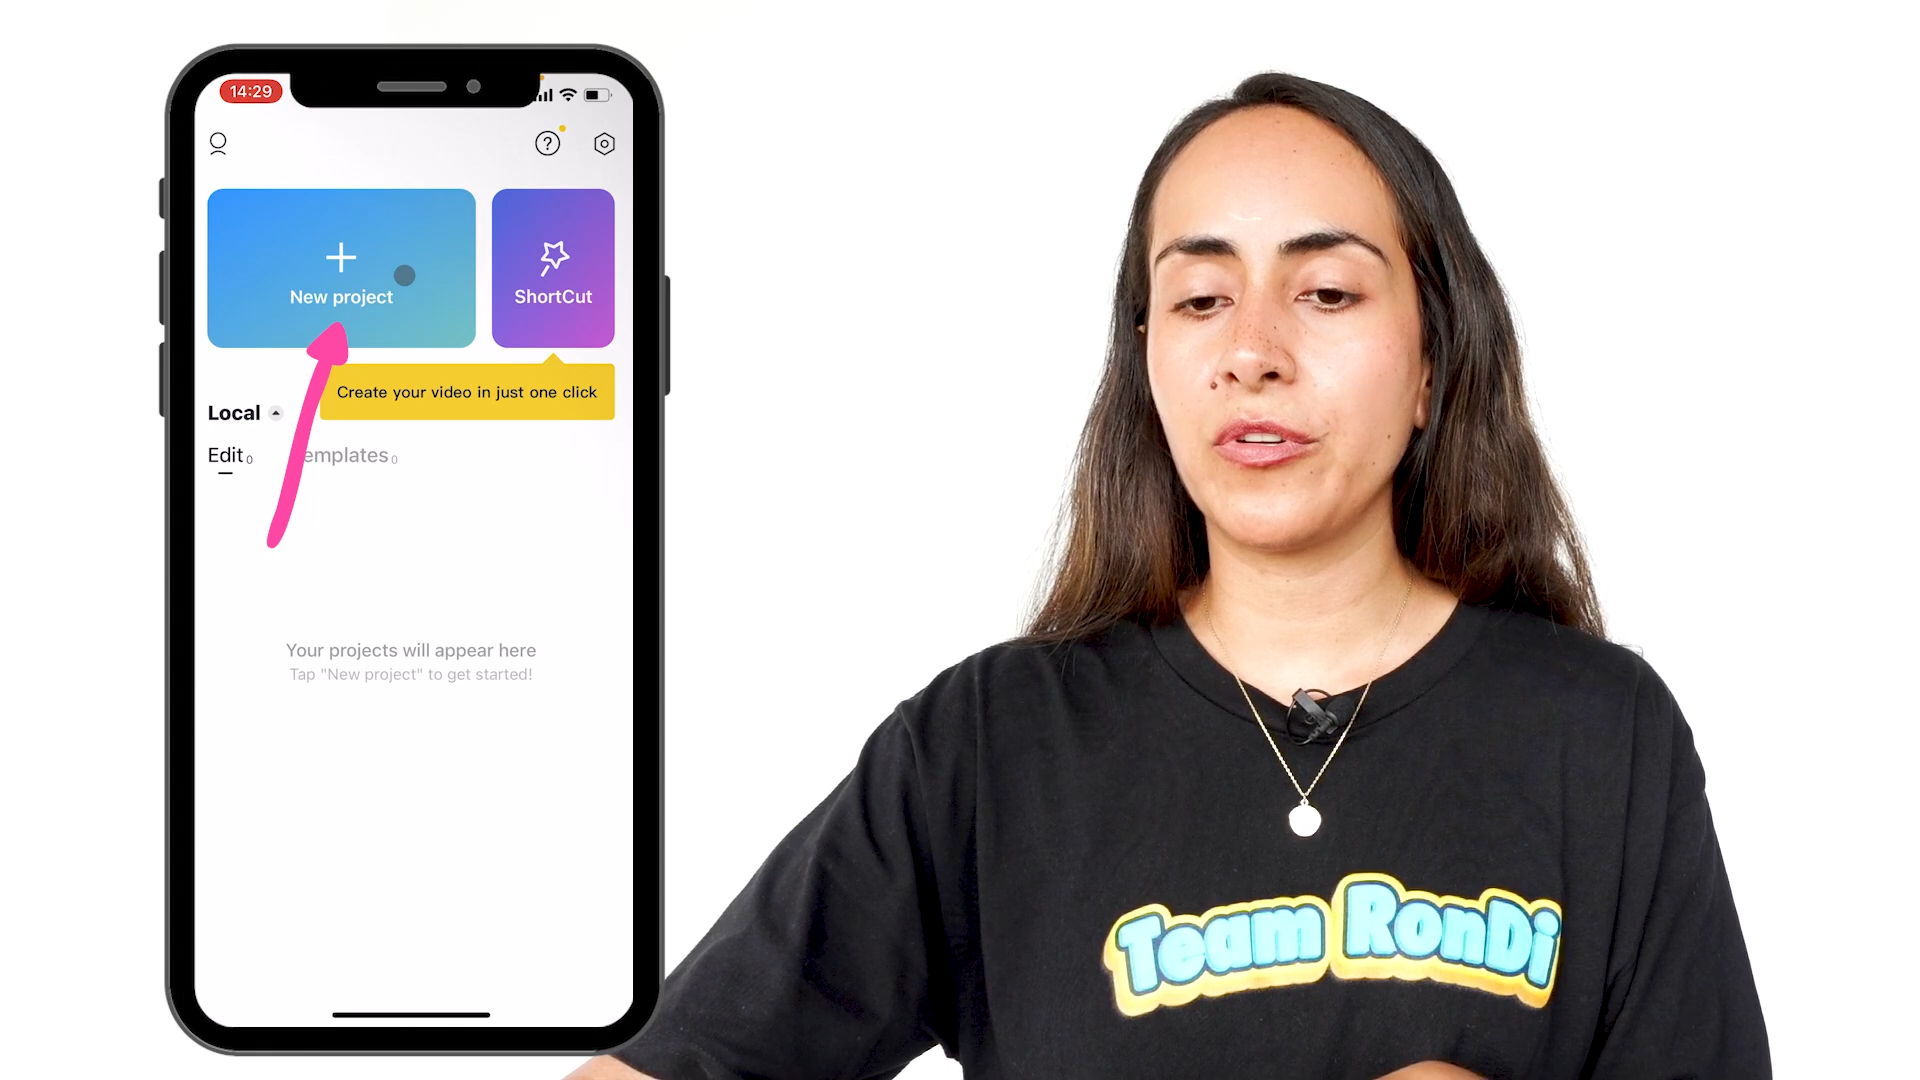 14:29
?
New project
ShortCut
Create your video in just one click
Local
Edit 0
emplates 0
Your projects will appear here
Tap "New project" to get started!
Team RonDi